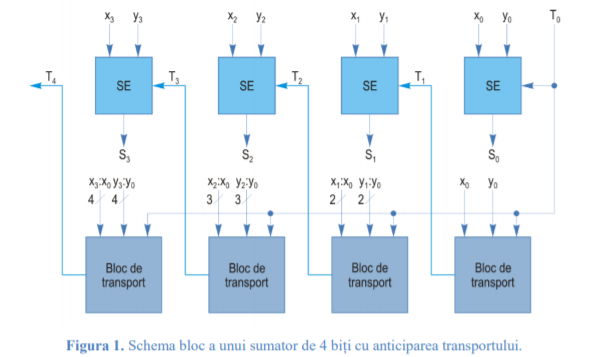 x₃ y₃ x₂ y₂ x₁ y₁ x₀ y₀ T₀
T₄ SE T₃ SE T₂ SE T₁ SE
S₃ S₂ S₁ S₀
x₃:x₀ y₃:y₀ x₂:x₀ y₂:y₀ x₁:x₀ y₁:y₀ x₀ y₀
4 4 3 3 2 2
Bloc de Bloc de Bloc de Bloc de
transport transport transport transport
Figura 1. Schema bloc a unui sumator de 4 biți cu anticiparea transportului.